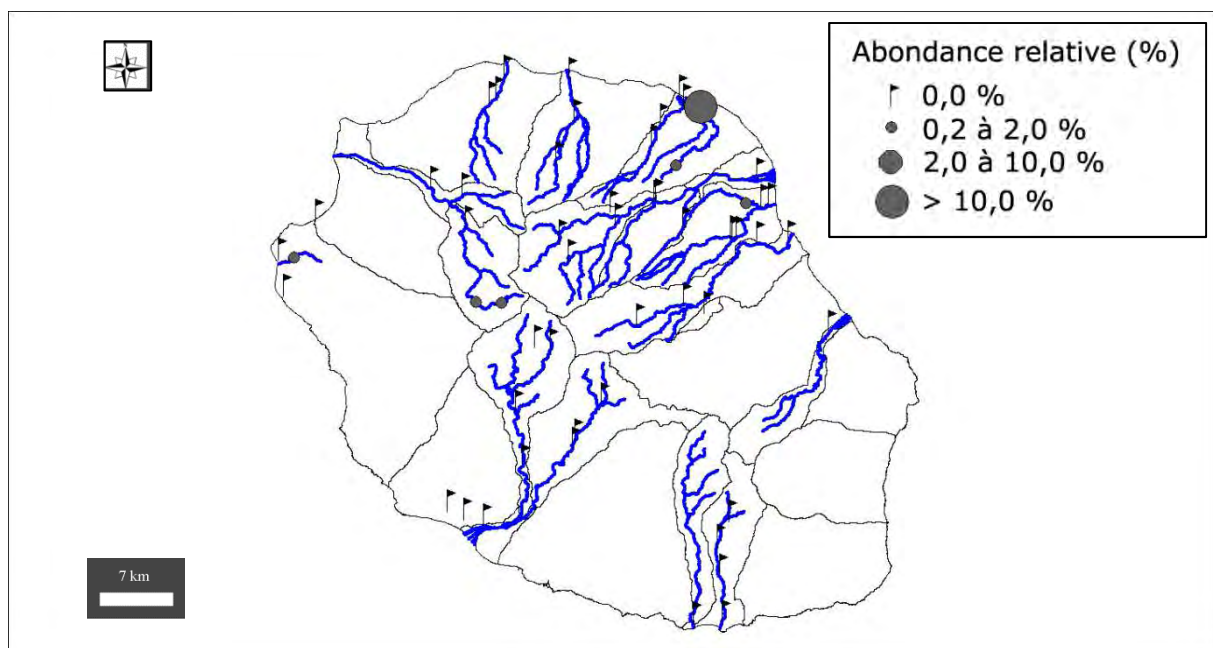 Abondance relative (%)
0,0 %
0,2 à 2,0 %
2,0 à 10,0 %
> 10,0 %
7 km